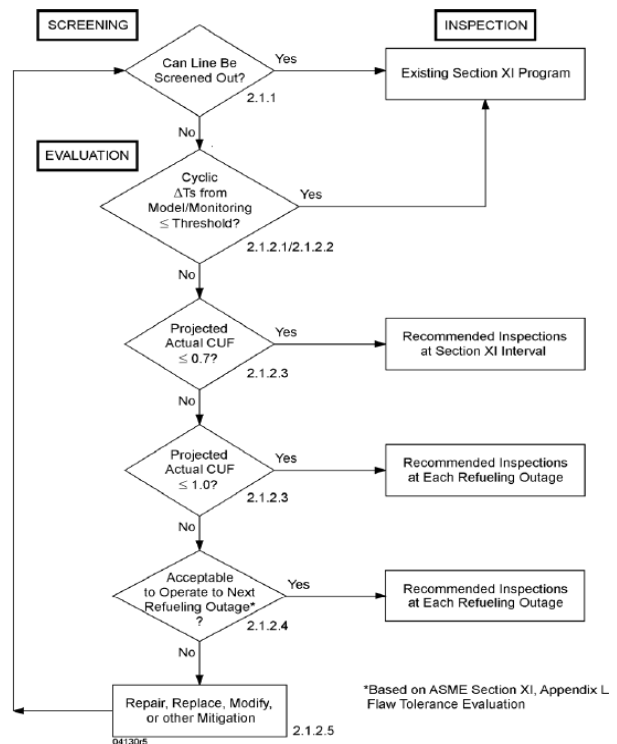 SCREENING
INSPECTION
Can Line Be
Screened Out?
Yes
Existing Section XI Program
2.1.1
No
EVALUATION
Cyclic
ΔTs from
Model/Monitoring
≤ Threshold?
Yes
2.1.2.1/2.1.2.2
No
Projected
Actual CUF
≤ 0.7?
Yes
Recommended Inspections
at Section XI Interval
2.1.2.3
No
Projected
Actual CUF
≤ 1.0?
Yes
Recommended Inspections
at Each Refueling Outage
2.1.2.3
No
Acceptable
to Operate to Next
Refueling Outage*
?
Yes
Recommended Inspections
at Each Refueling Outage
2.1.2.4
No
Repair, Replace, Modify,
or other Mitigation
2.1.2.5
*Based on ASME Section XI, Appendix L
Flaw Tolerance Evaluation
04130r5